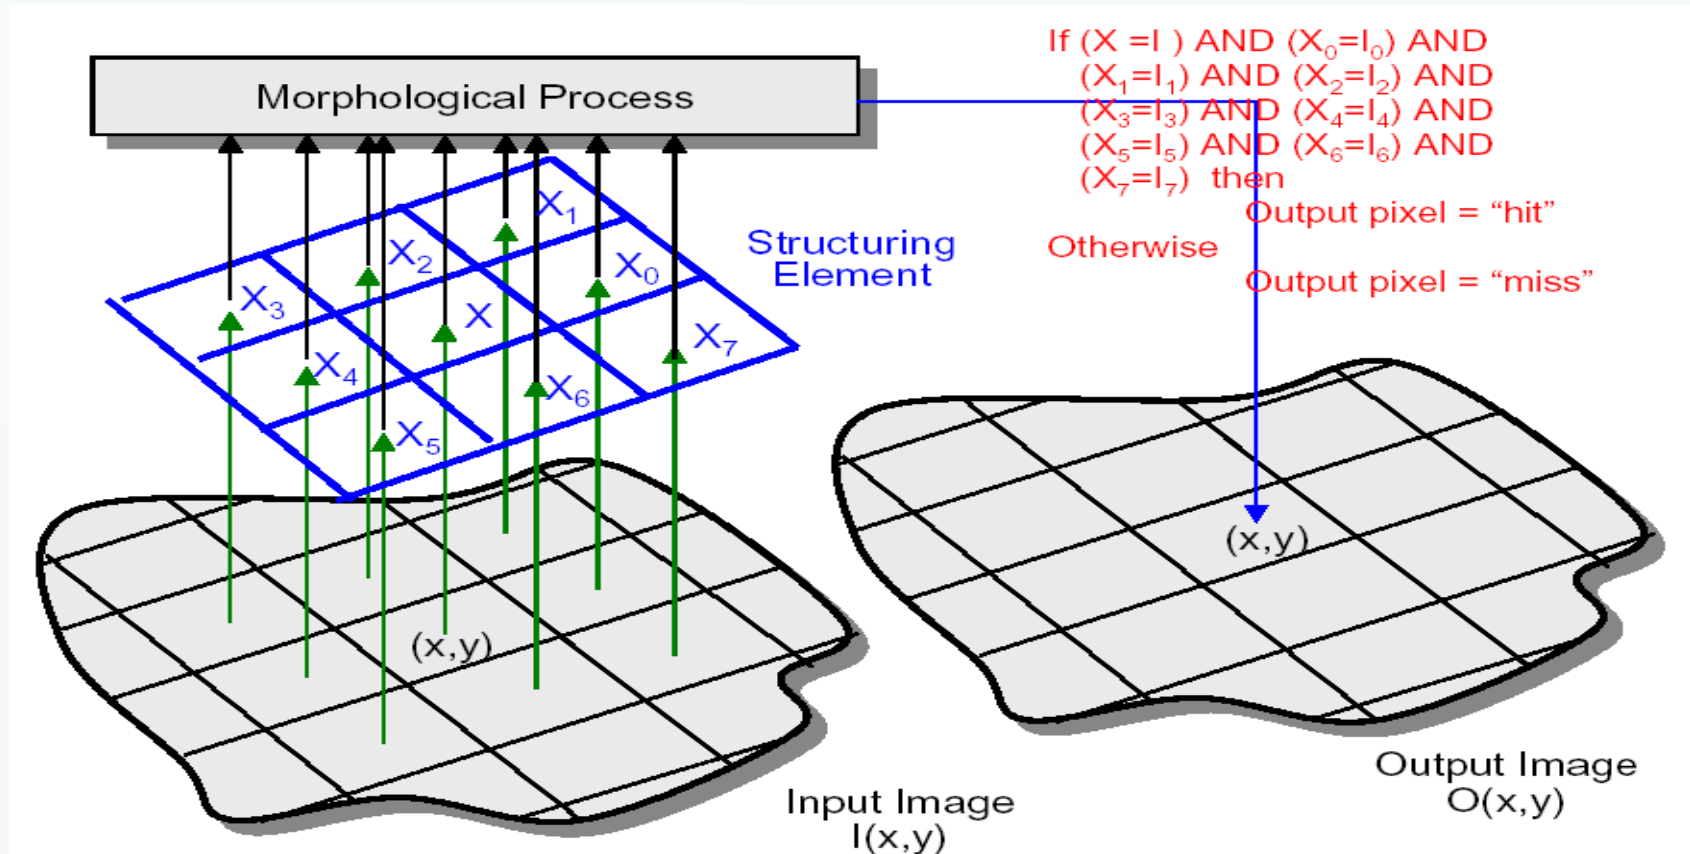 Morphological Process
If (X =I ) AND (X₀=I₀) AND
(X₁=I₁) AND (X₂=I₂) AND
(X₃=I₃) AND (X₄=I₄) AND
(X₅=I₅) AND (X₆=I₆) AND
(X₇=I₇) then
Output pixel = “hit”
Otherwise
Output pixel = “miss”
Structuring
Element
X₁
X₂
X₀
X₃
X
X₇
X₄
X₆
X₅
(x,y)
(x,y)
Input Image
I(x,y)
Output Image
O(x,y)